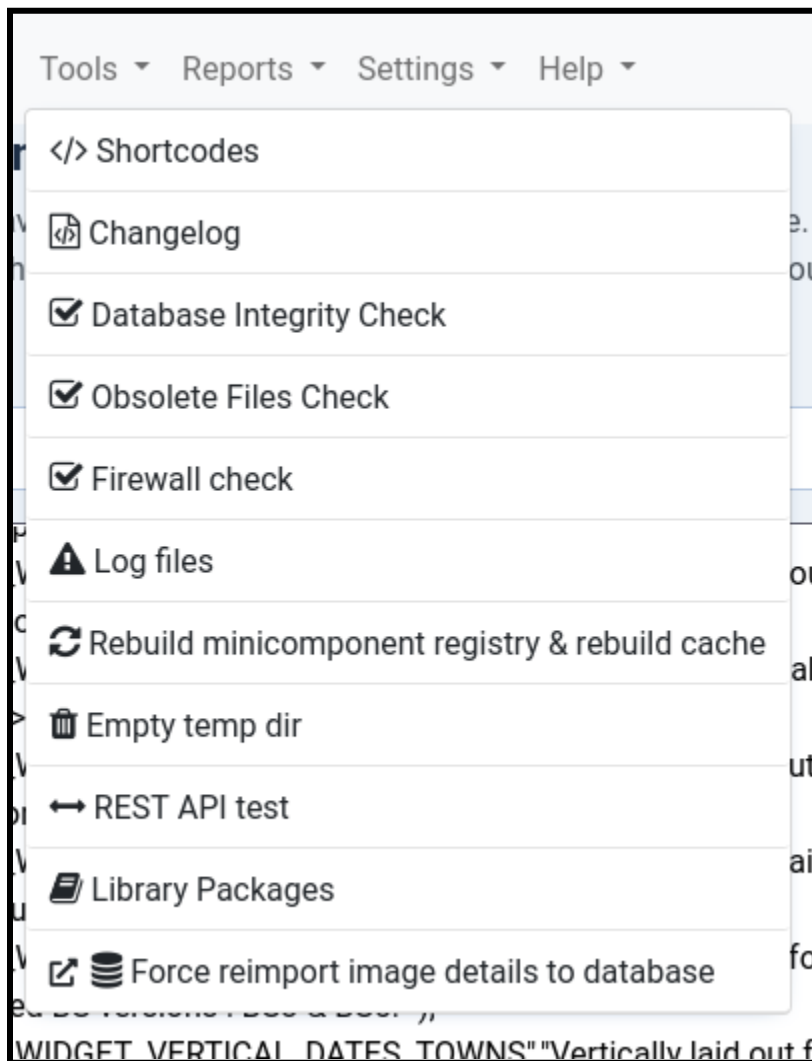 Tools Reports Settings Help
</> Shortcodes
Changelog
Database Integrity Check
Obsolete Files Check
Firewall check
Log files
Rebuild minicomponent registry & rebuild cache
Empty temp dir
REST API test
Library Packages
Force reimport image details to database
WIDGET_VERTICAL_DATES_TOWNS","Vertically laid out